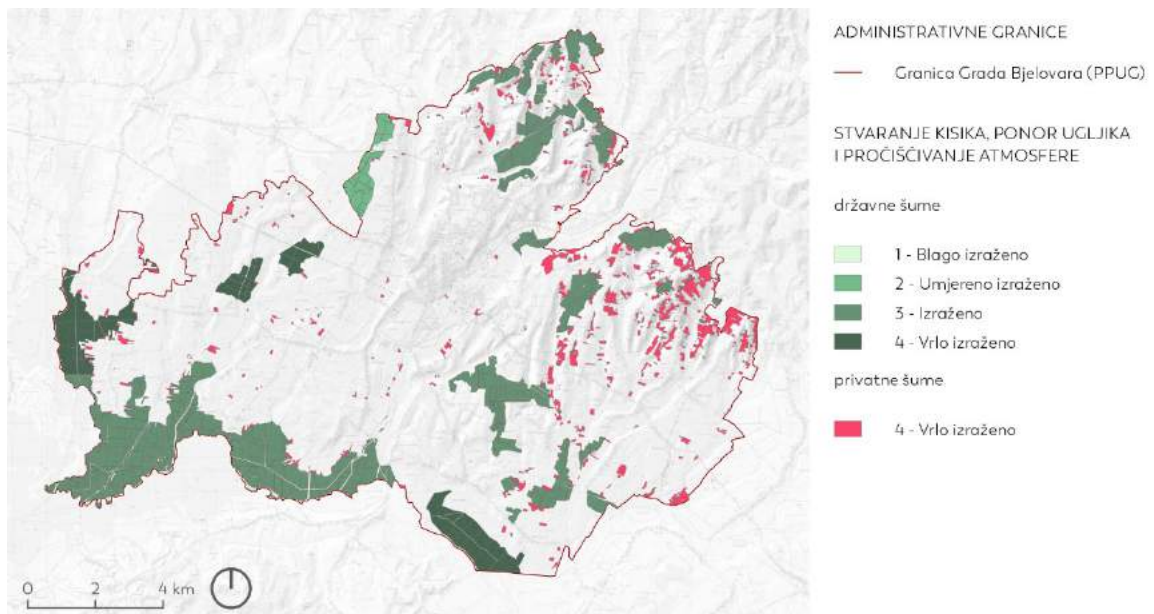 ADMINISTRATIVNE GRANICE
Granica Grada Bjelovara (PPUG)
STVARANJE KISIKA, PONOR UGLJIKA
I PROČIŠĆIVANJE ATMOSFERE
državne šume
1 - Blago izraženo
2 - Umjereno izraženo
3 - Izraženo
4 - Vrlo izraženo
privatne šume
4 - Vrlo izraženo
0 2 4 km